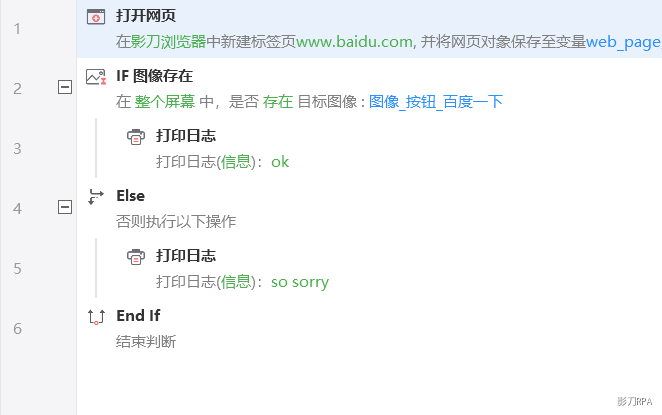 1
打开网页
在影刀浏览器中新建标签页www.baidu.com, 并将网页对象保存至变量web_page
2
IF 图像存在
在 整个屏幕 中，是否 存在 目标图像 : 图像_按钮_百度一下
3
打印日志
打印日志(信息)： ok
4
Else
否则执行以下操作
5
打印日志
打印日志(信息)： so sorry
6
End If
结束判断
影刀RPA